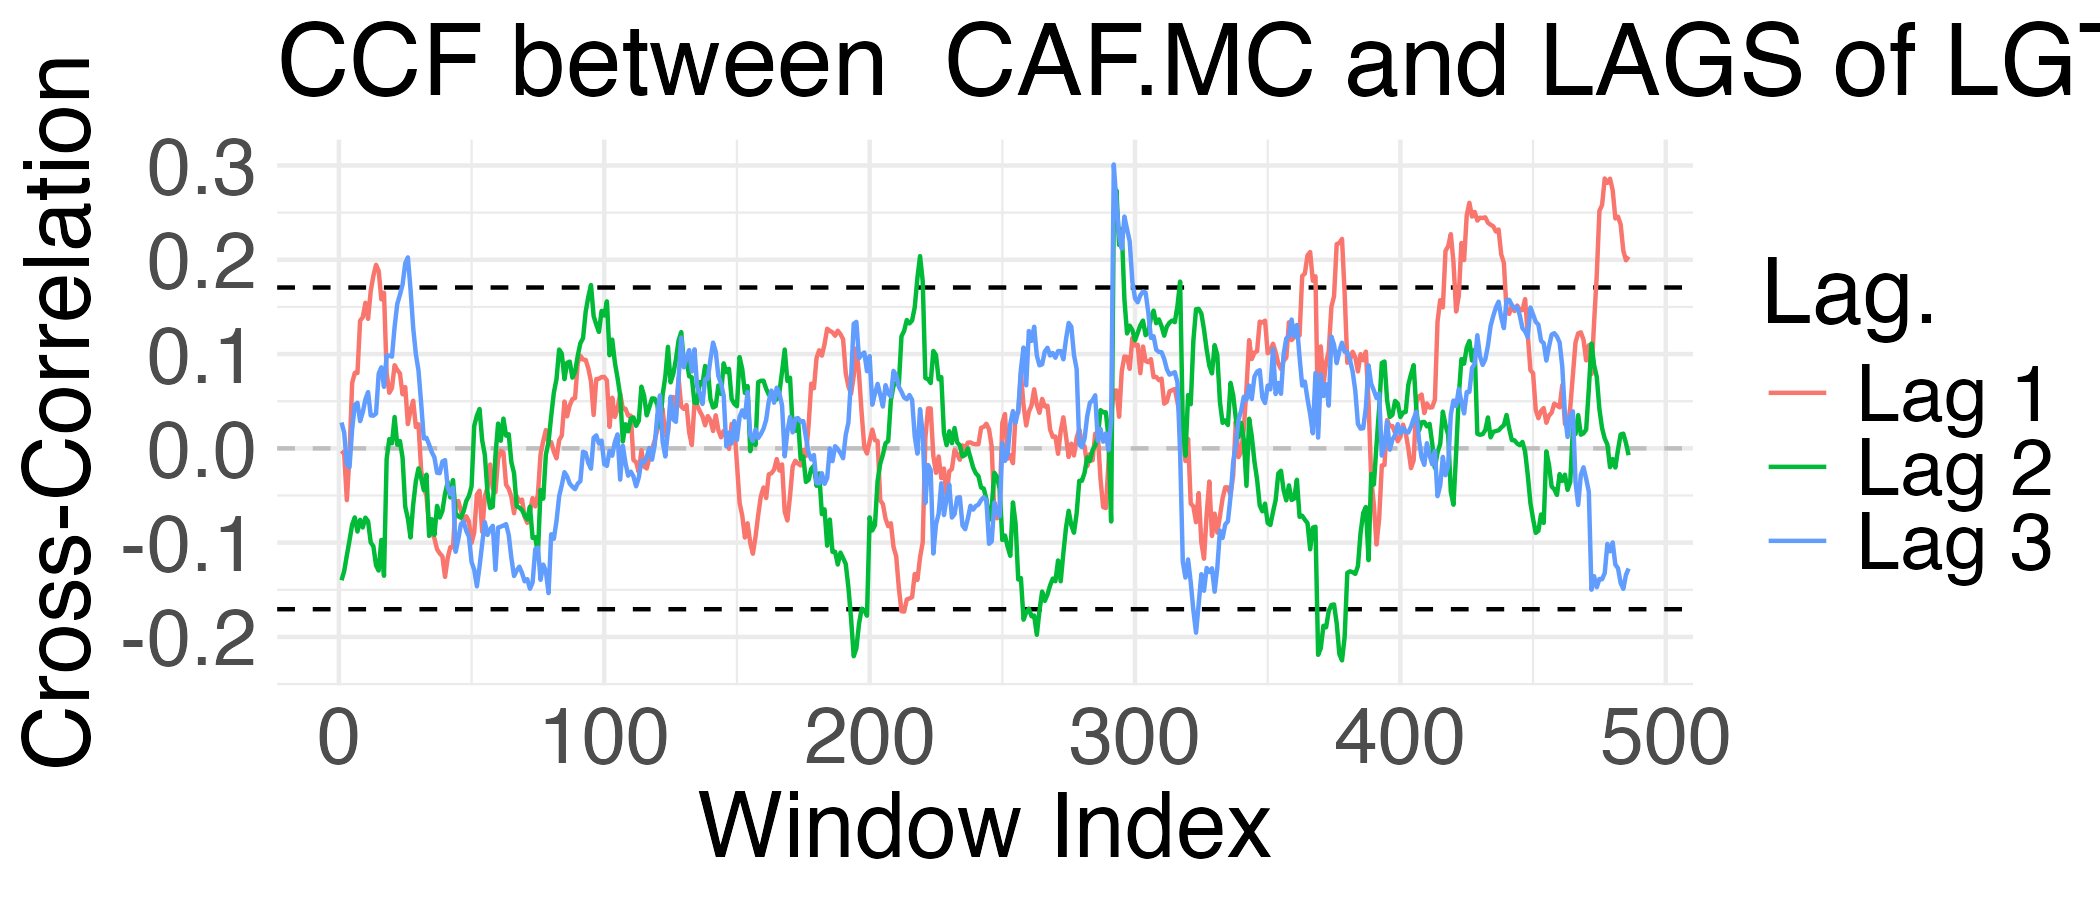 CCF between  CAF.MC and LAGS of LGT
Cross-Correlation
0.3
0.2
0.1
0.0
-0.1
-0.2
0 100 200 300 400 500
Window Index
Lag.
Lag 1
Lag 2
Lag 3